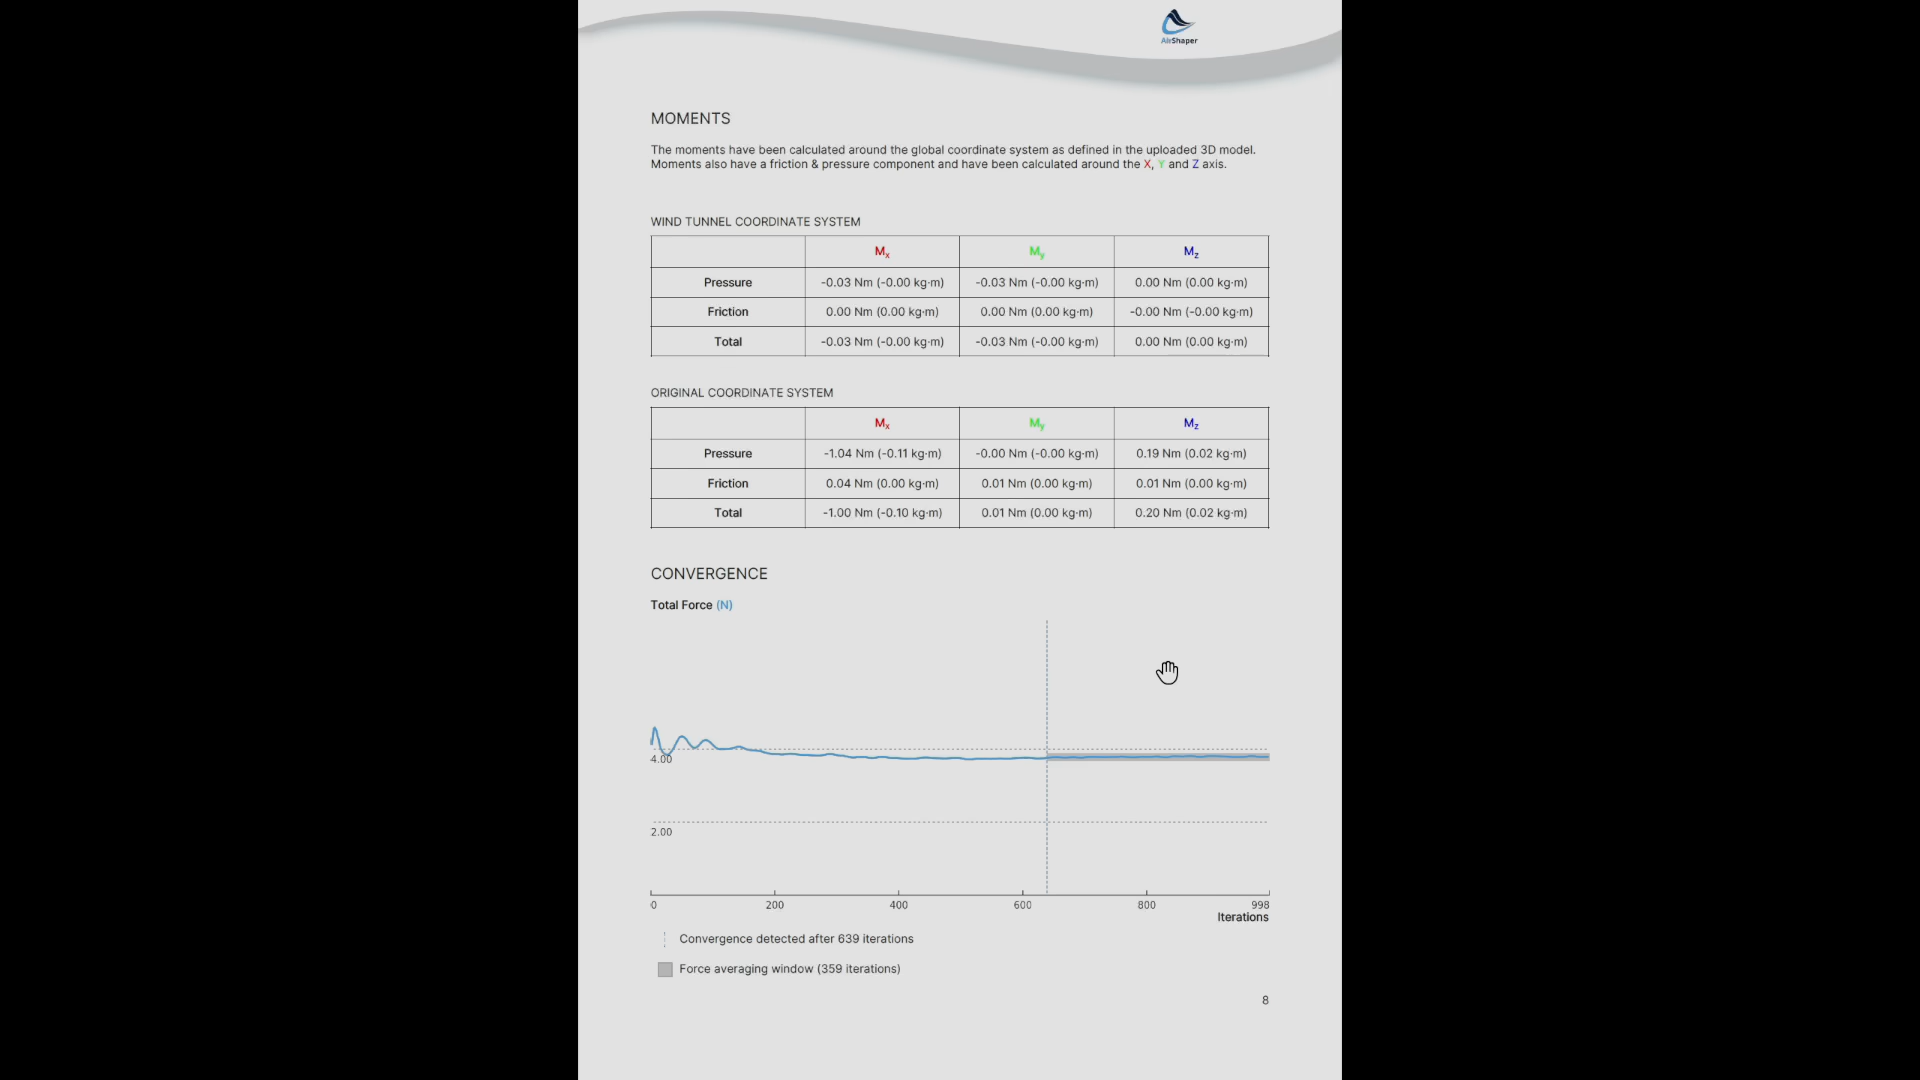 AirShaper
MOMENTS
The moments have been calculated around the global coordinate system as defined in the uploaded 3D model.
Moments also have a friction & pressure component and have been calculated around the X, Y and Z axis.
WIND TUNNEL COORDINATE SYSTEM
Mx My Mz
Pressure -0.03 Nm (-0.00 kg·m) -0.03 Nm (-0.00 kg·m) 0.00 Nm (0.00 kg·m)
Friction 0.00 Nm (0.00 kg·m) 0.00 Nm (0.00 kg·m) -0.00 Nm (-0.00 kg·m)
Total -0.03 Nm (-0.00 kg·m) -0.03 Nm (-0.00 kg·m) 0.00 Nm (0.00 kg·m)
ORIGINAL COORDINATE SYSTEM
Mx My Mz
Pressure -1.04 Nm (-0.11 kg·m) -0.00 Nm (-0.00 kg·m) 0.19 Nm (0.02 kg·m)
Friction 0.04 Nm (0.00 kg·m) 0.01 Nm (0.00 kg·m) 0.01 Nm (0.00 kg·m)
Total -1.00 Nm (-0.10 kg·m) 0.01 Nm (0.00 kg·m) 0.20 Nm (0.02 kg·m)
CONVERGENCE
Total Force (N)
4.00
2.00
0 200 400 600 800 998
Iterations
Convergence detected after 639 iterations
Force averaging window (359 iterations)
8